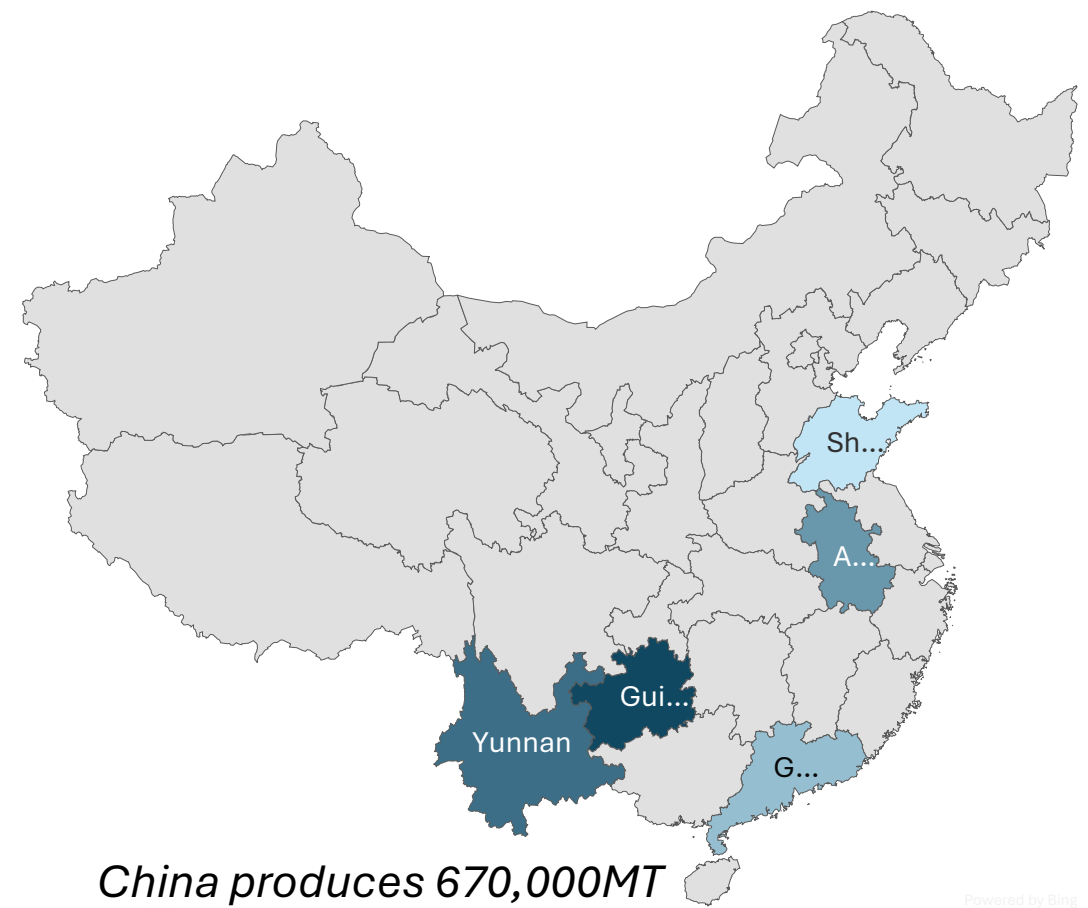 Sh...
A...
Gui...
Yunnan
G...
China produces 670,000MT
Powered by Bing